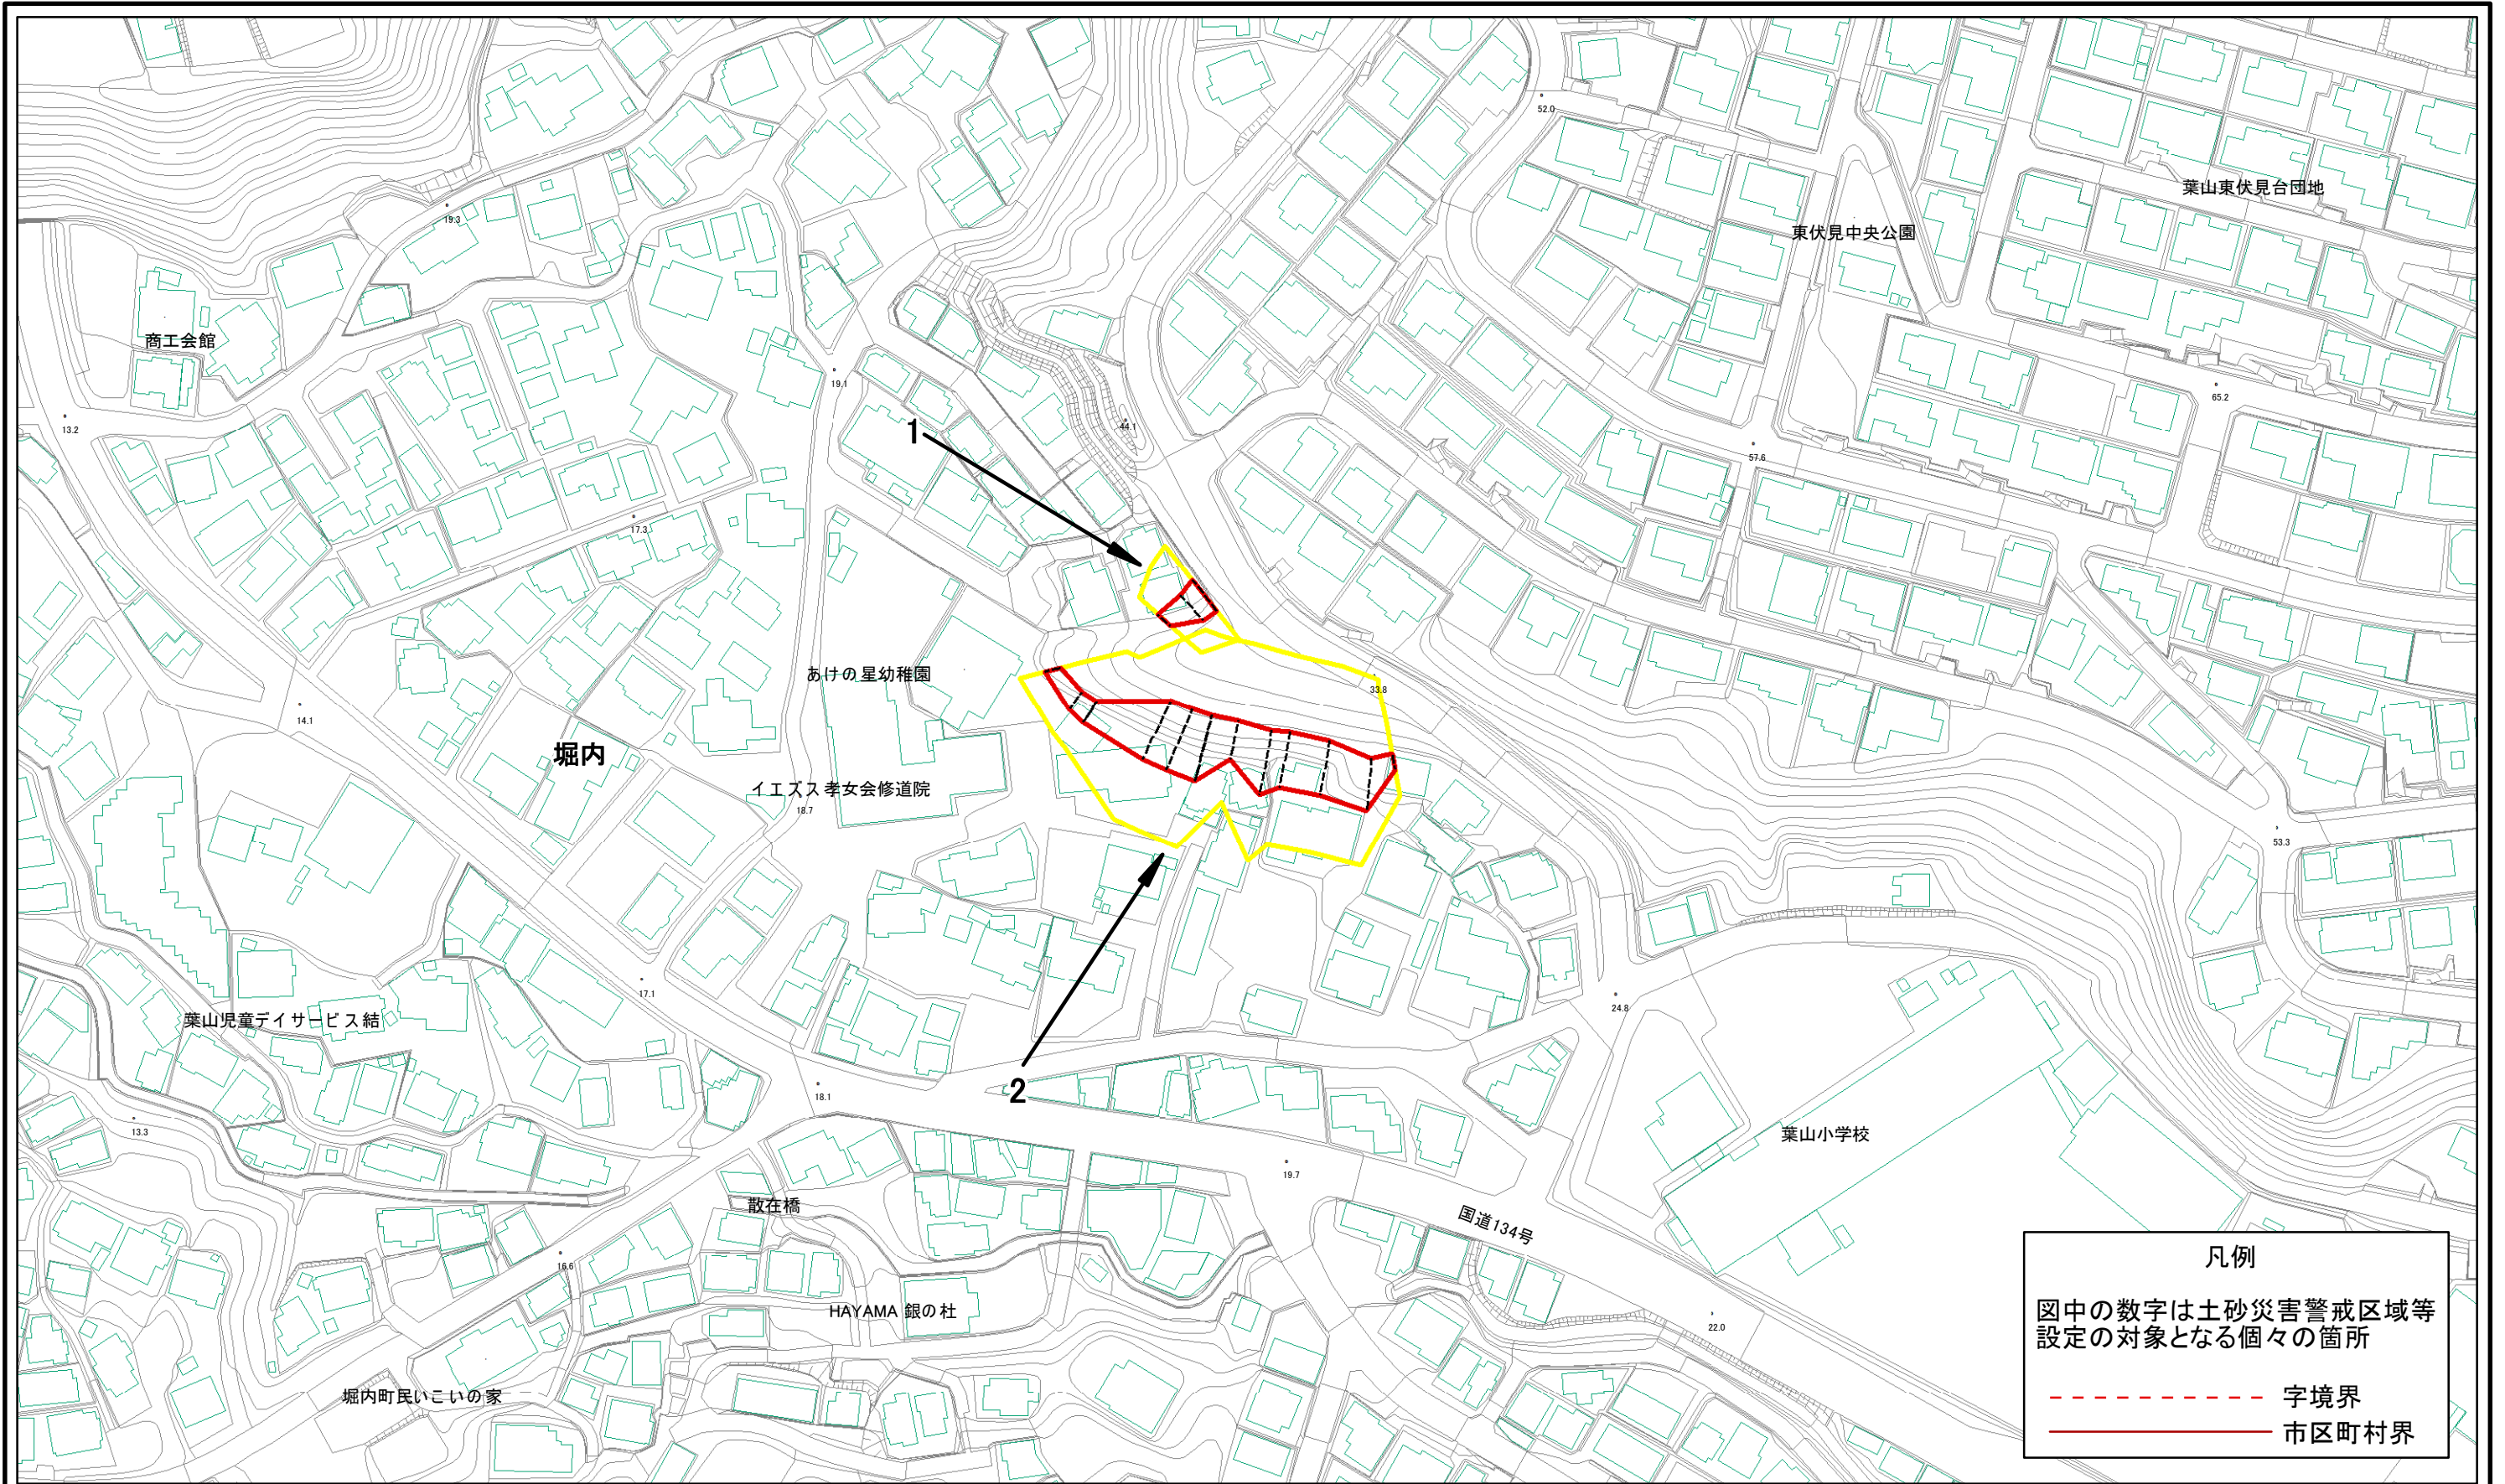 52.0
葉山東伏見台団地
19.3
東伏見中央公園
商工会館
19.1
65.2
13.2
44.1
1
57.6
17.3
あけの星幼稚園
33.8
14.1
堀内
イエズス孝女会修道院
18.7
53.3
17.1
24.8
葉山児童デイサービス結
2
18.1
13.3
葉山小学校
19.7
散在橋
国道134号
16.6
HAYAMA 銀の杜
22.0
堀内町民いこいの家
凡例
図中の数字は土砂災害警戒区域等
設定の対象となる個々の箇所
字境界
市区町村界